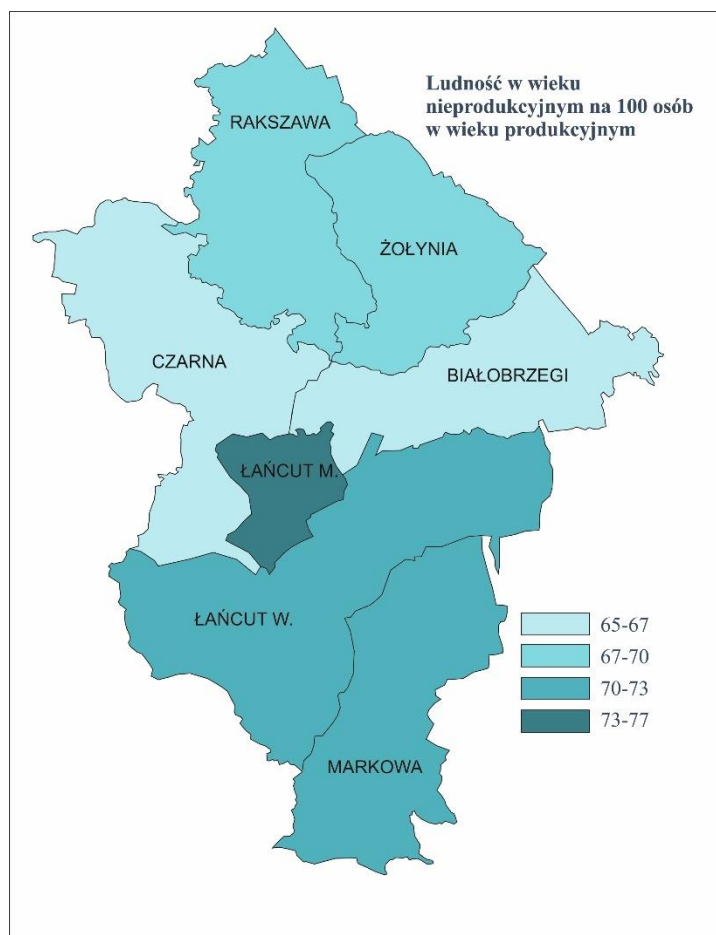 Ludność w wieku
nieprodukcyjnym na 100 osób
w wieku produkcyjnym
RAKSZAWA
ŻOŁYNIA
CZARNA
BIAŁOBRZEGI
ŁAŃCUT M.
ŁAŃCUT W.
MARKOWA
65-67
67-70
70-73
73-77